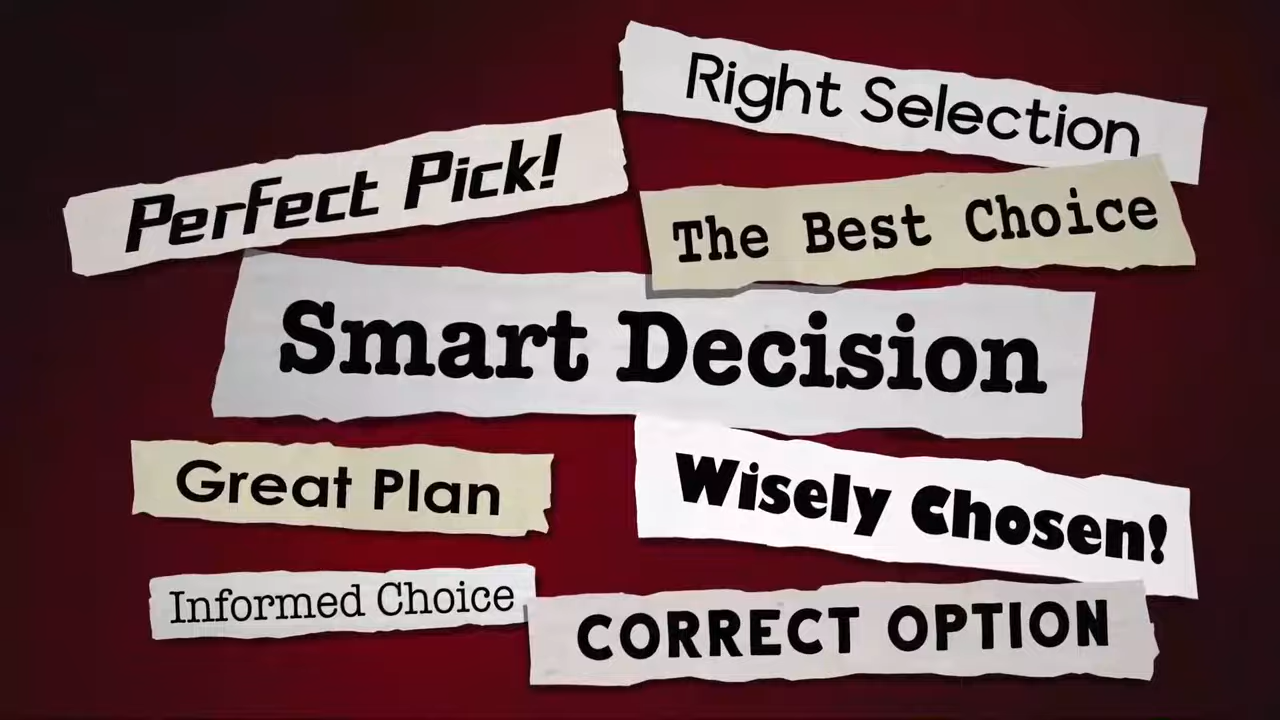 Right Selection
Perfect Pick!
The Best Choice
Smart Decision
Great Plan
Wisely Chosen!
Informed Choice
CORRECT OPTION